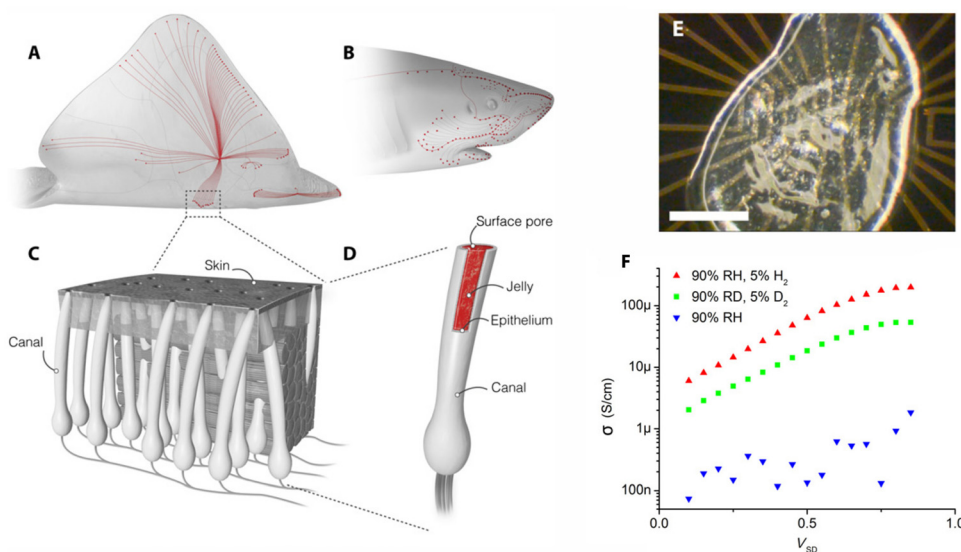 A
B
E
Surface pore
C
D
Skin
Jelly
Canal
Epithelium
Canal
F
90% RH, 5% H₂
90% RD, 5% D₂
90% RH
100µ
10µ
1µ
100n
σ (S/cm)
0.0
0.5
1.0
V_SD